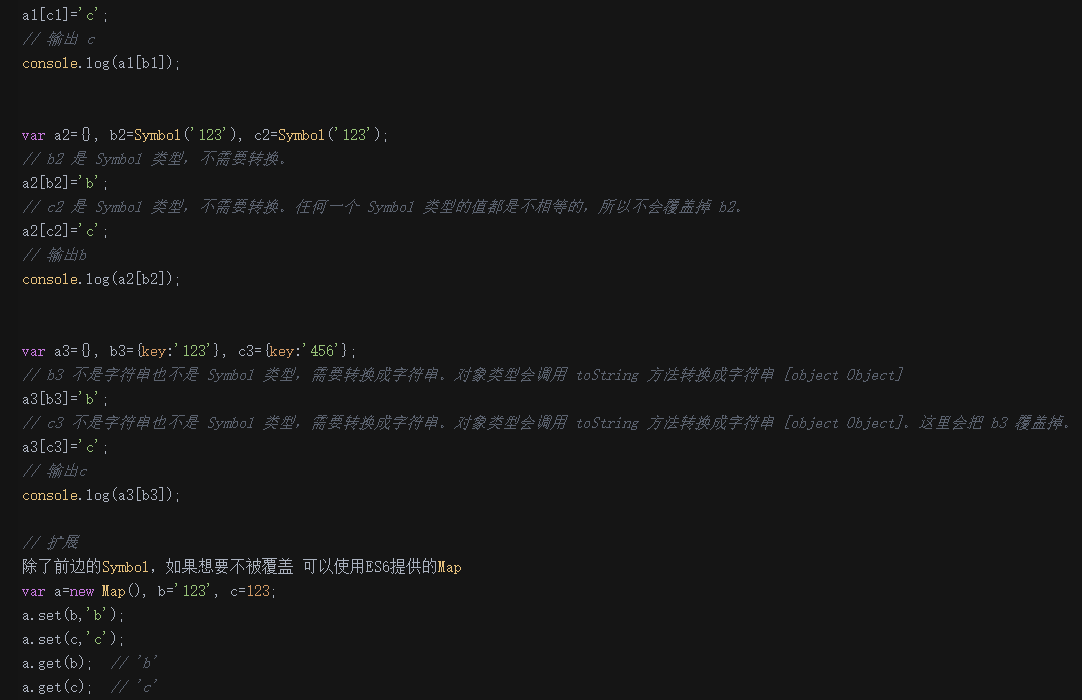 a1[c1]='c';
// 输出 c
console.log(a1[b1]);
var a2={}, b2=Symbol('123'), c2=Symbol('123');
// b2 是 Symbol 类型，不需要转换。
a2[b2]='b';
// c2 是 Symbol 类型，不需要转换。任何一个 Symbol 类型的值都是不相等的，所以不会覆盖掉 b2。
a2[c2]='c';
// 输出b
console.log(a2[b2]);
var a3={}, b3={key:'123'}, c3={key:'456'};
// b3 不是字符串也不是 Symbol 类型，需要转换成字符串。对象类型会调用 toString 方法转换成字符串 [object Object]
a3[b3]='b';
// c3 不是字符串也不是 Symbol 类型，需要转换成字符串。对象类型会调用 toString 方法转换成字符串 [object Object]。这里会把 b3 覆盖掉。
a3[c3]='c';
// 输出c
console.log(a3[b3]);
// 扩展
除了前边的Symbol，如果想要不被覆盖 可以使用ES6提供的Map
var a=new Map(), b='123', c=123;
a.set(b,'b');
a.set(c,'c');
a.get(b);  // 'b'
a.get(c);  // 'c'